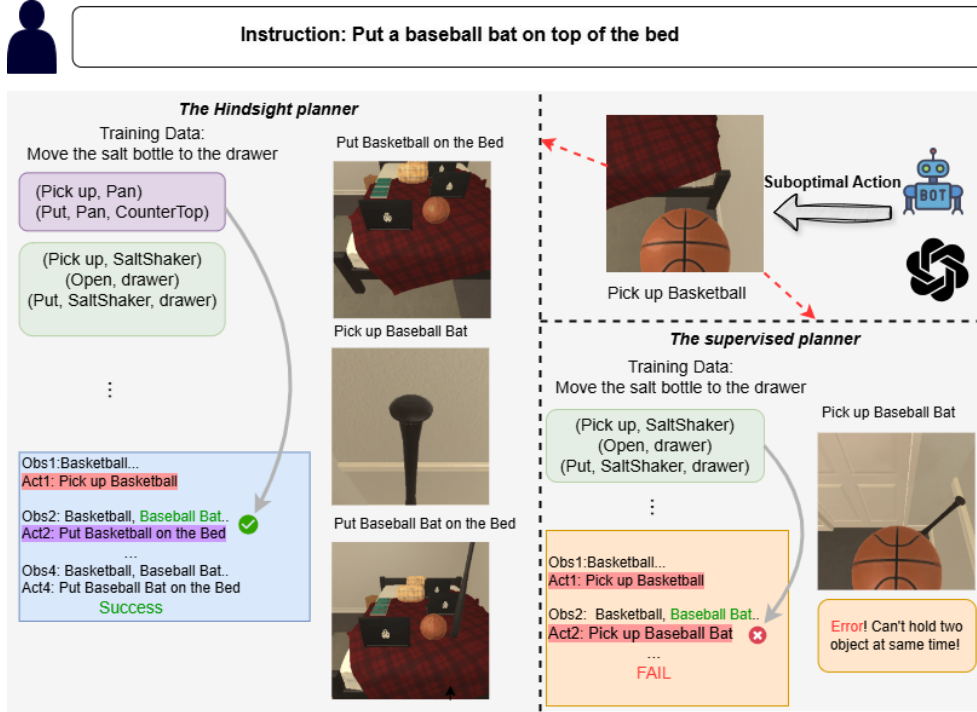 Instruction: Put a baseball bat on top of the bed
The Hindsight planner
Training Data:
Move the salt bottle to the drawer
(Pick up, Pan)
(Put, Pan, CounterTop)
(Pick up, SaltShaker)
(Open, drawer)
(Put, SaltShaker, drawer)
⋮
Obs1:Basketball...
Act1: Pick up Basketball
Obs2: Basketball, Baseball Bat..
Act2: Put Basketball on the Bed
...
Obs4: Basketball, Baseball Bat..
Act4: Put Baseball Bat on the Bed
Success
Put Basketball on the Bed
Pick up Baseball Bat
Put Baseball Bat on the Bed
Suboptimal Action
BOT
Pick up Basketball
The supervised planner
Training Data:
Move the salt bottle to the drawer
(Pick up, SaltShaker)
(Open, drawer)
(Put, SaltShaker, drawer)
⋮
Obs1:Basketball...
Act1: Pick up Basketball
Obs2: Basketball, Baseball Bat..
Act2: Pick up Baseball Bat
...
FAIL
Pick up Baseball Bat
Error! Can't hold two
object at same time!